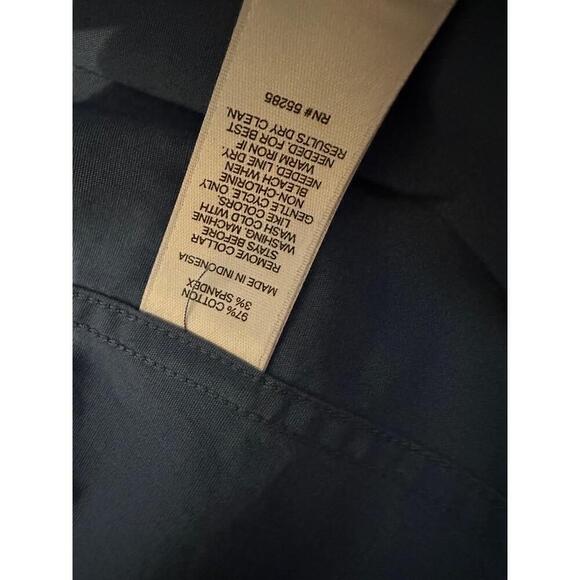 97% COTTON
3% SPANDEX
MADE IN INDONESIA
REMOVE COLLAR
STAYS BEFORE
WASHING. MACHINE
WASH COLD WITH
LIKE COLORS.
GENTLE CYCLE. ONLY
NON-CHLORINE
BLEACH WHEN
NEEDED. LINE DRY.
WARM IRON IF
NEEDED. FOR BEST
RESULTS DRY CLEAN.
RN# 55285